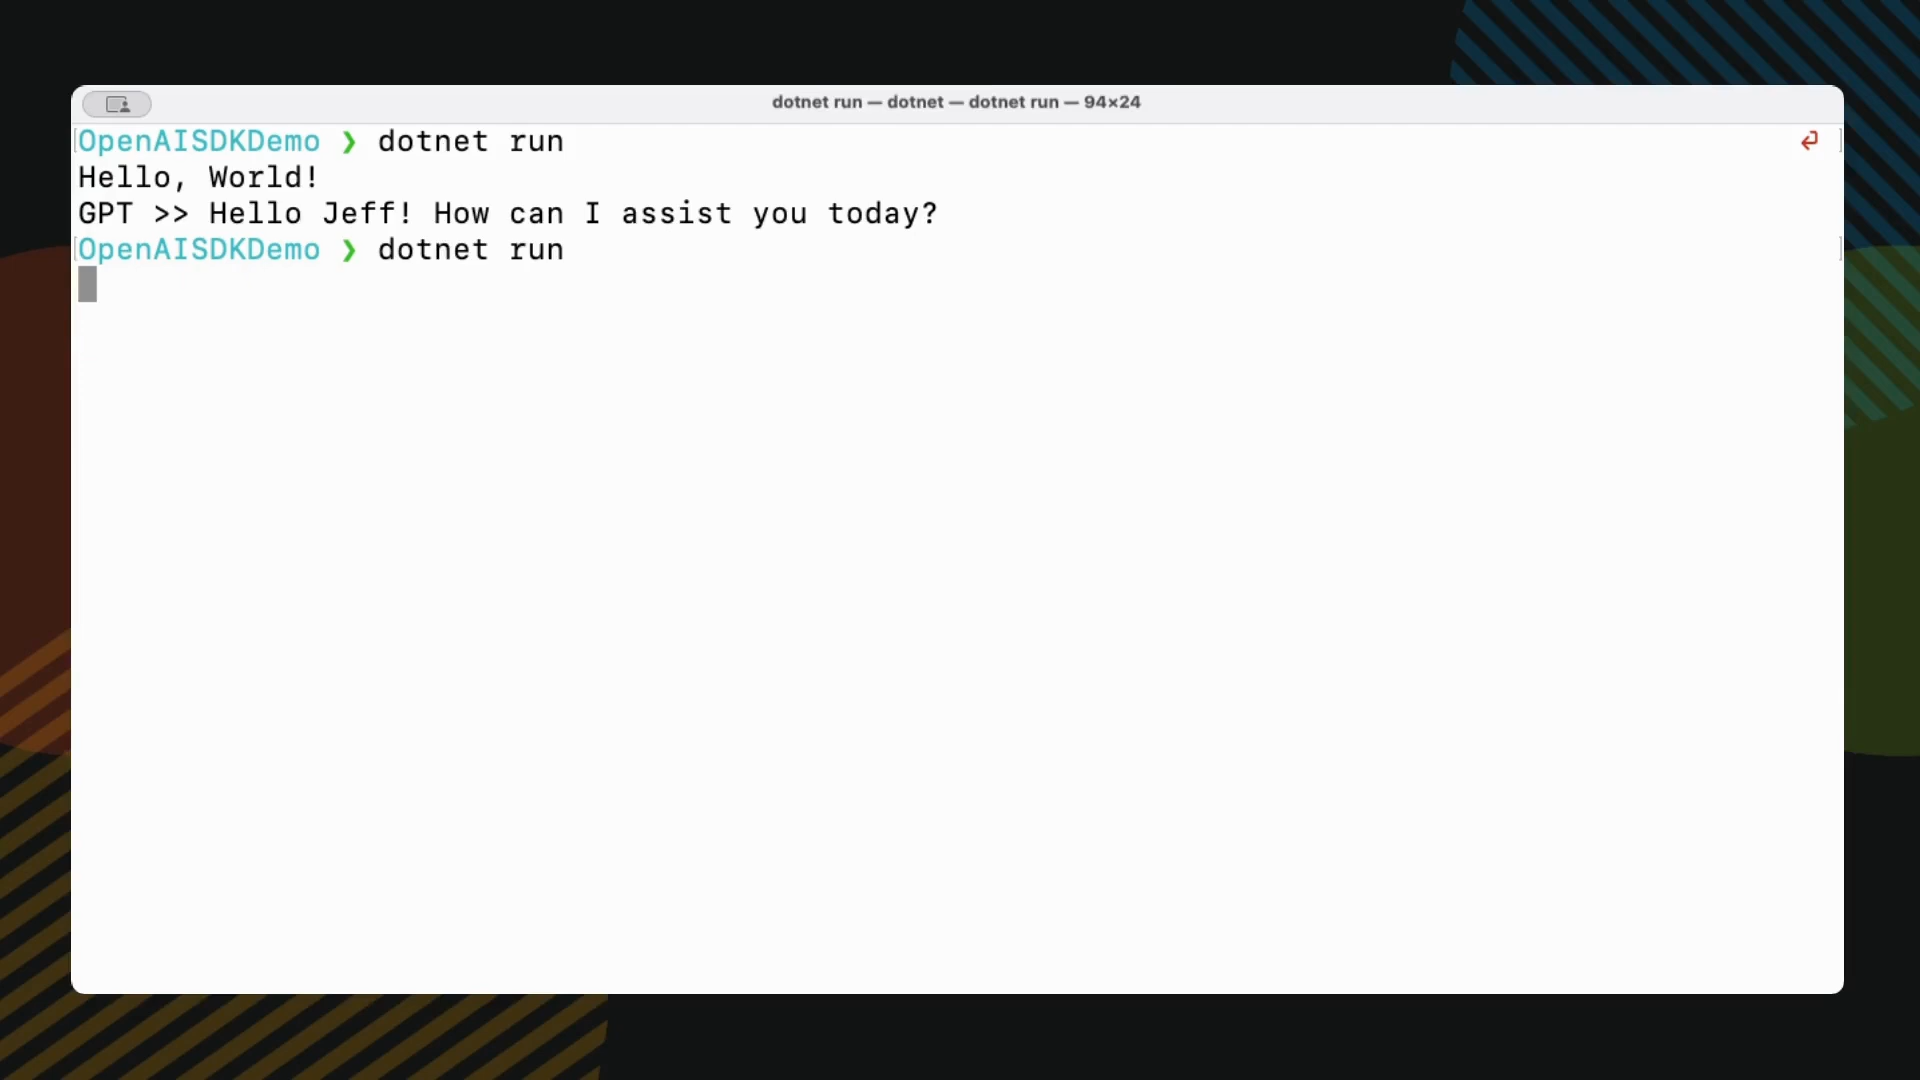 dotnet run — dotnet — dotnet run — 94×24
OpenAISDKDemo ❯ dotnet run
Hello, World!
GPT >> Hello Jeff! How can I assist you today?
OpenAISDKDemo ❯ dotnet run